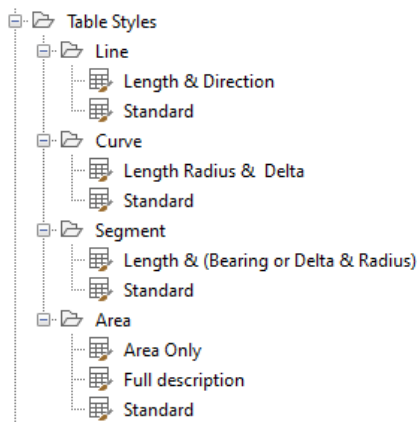 Table Styles
Line
Length & Direction
Standard
Curve
Length Radius &  Delta
Standard
Segment
Length & (Bearing or Delta & Radius)
Standard
Area
Area Only
Full description
Standard